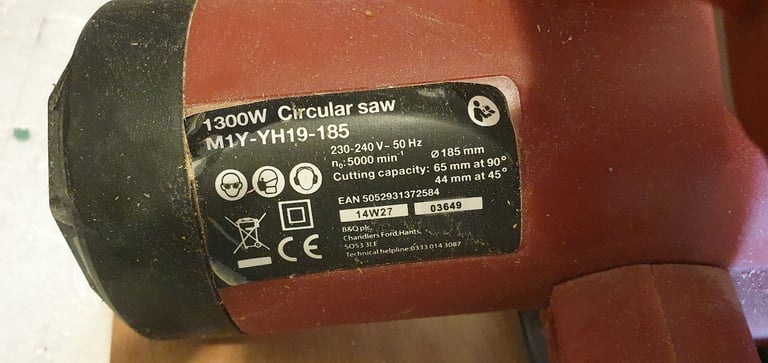 1300W Circular saw
M1Y-YH19-185
230-240 V~ 50 Hz
n₀:5000 min⁻¹ Ø185 mm
Cutting capacity: 65 mm at 90°
44 mm at 45°
EAN 5052931372584
14W27 03649
B&Q plc,
Chandlers Ford,Hants,
SO53 3LE
Technical helpline:0333 014 3087
CE